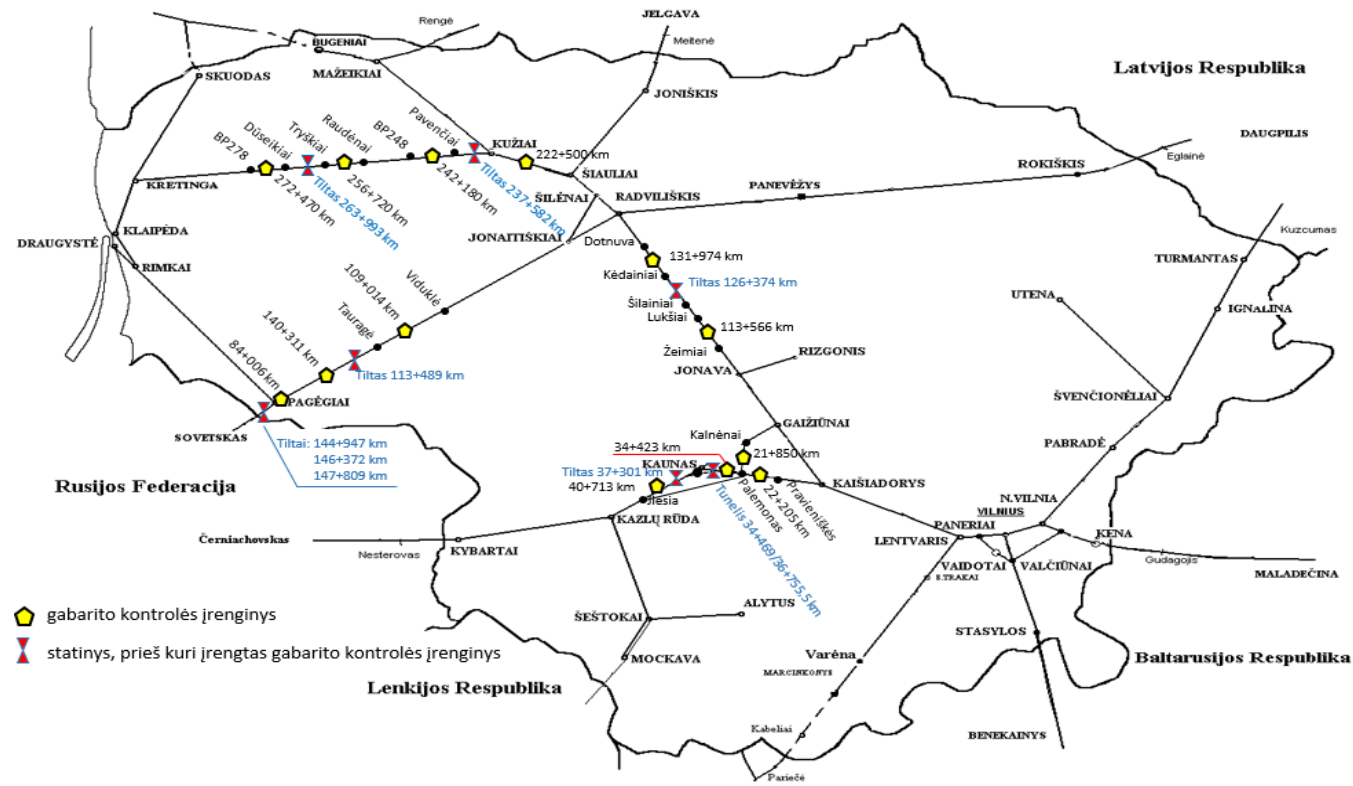 JELGAVA
Rengė
Meitenė
BUGENIAI
MAŽEIKIAI
SKUODAS
Latvijos Respublika
JONIŠKIS
DAUGPILIS
Eglainė
ROKIŠKIS
BP278
Dūseikiai
Tryškiai
Raudėnai
BP248
Pavenčiai
KUŽIAI
222+500 km
ŠIAULIAI
KRETINGA
272+470 km
Tiltas 263+993 km
256+720 km
242+180 km
Tiltas 237+582 km
ŠILĖNAI
RADVILIŠKIS
PANEVĖŽYS
KLAIPĖDA
DRAUGYSTĖ
RIMKAI
JONAITIŠKIAI
Dotnuva
131+974 km
Kėdainiai
Tiltas 126+374 km
Šilainiai
Lukšiai
113+566 km
Žeimiai
JONAVA
RIZGONIS
Kuzcumas
TURMANTAS
UTENA
IGNALINA
Viduklė
109+014 km
Tauragė
140+311 km
84+006 km
Tiltas 113+489 km
PAGĖGIAI
SOVETSKAS
Tiltai: 144+947 km
146+372 km
147+809 km
ŠVENČIONĖLIAI
PABRADĖ
GAIŽIŪNAI
Kalnėnai
34+423 km
21+850 km
KAUNAS
Tiltas 37+301 km
40+713 km
Jiesia
Palemonas
22+205 km
Pravieniškės
Tunelis 34+469/36+755,5 km
KAIŠIADORYS
Rusijos Federacija
KAZLŲ RŪDA
Černiachovskas
Nesterovas
KYBARTAI
N.VILNIA
VILNIUS
PANERIAI
LENTVARIS
KENA
VAIDOTAI
VALČIŪNAI
Gudagojis
MALADEČINA
S.TRAKAI
gabarito kontrolės įrenginys
ALYTUS
ŠEŠTOKAI
STASYLOS
statinys, prieš kuri įrengtas gabarito kontrolės įrenginys
MOCKAVA
Varėna
MARCINKONYS
Baltarusijos Respublika
Lenkijos Respublika
Kabeliai
BENEKAINYS
Pariečė